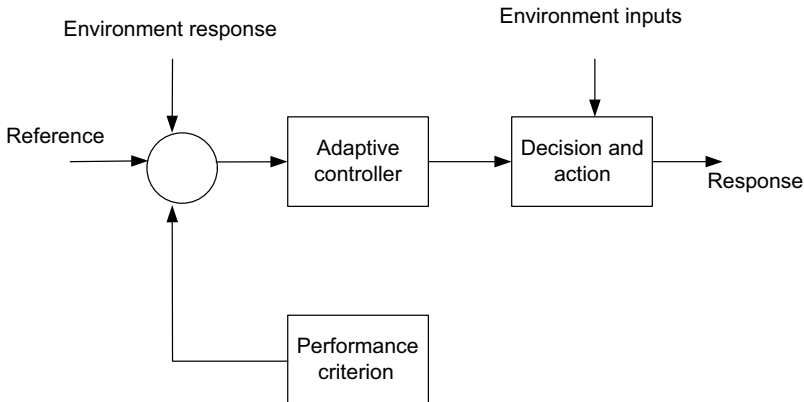 Environment response
Environment inputs
Reference
Adaptive
controller
Decision and
action
Response
Performance
criterion